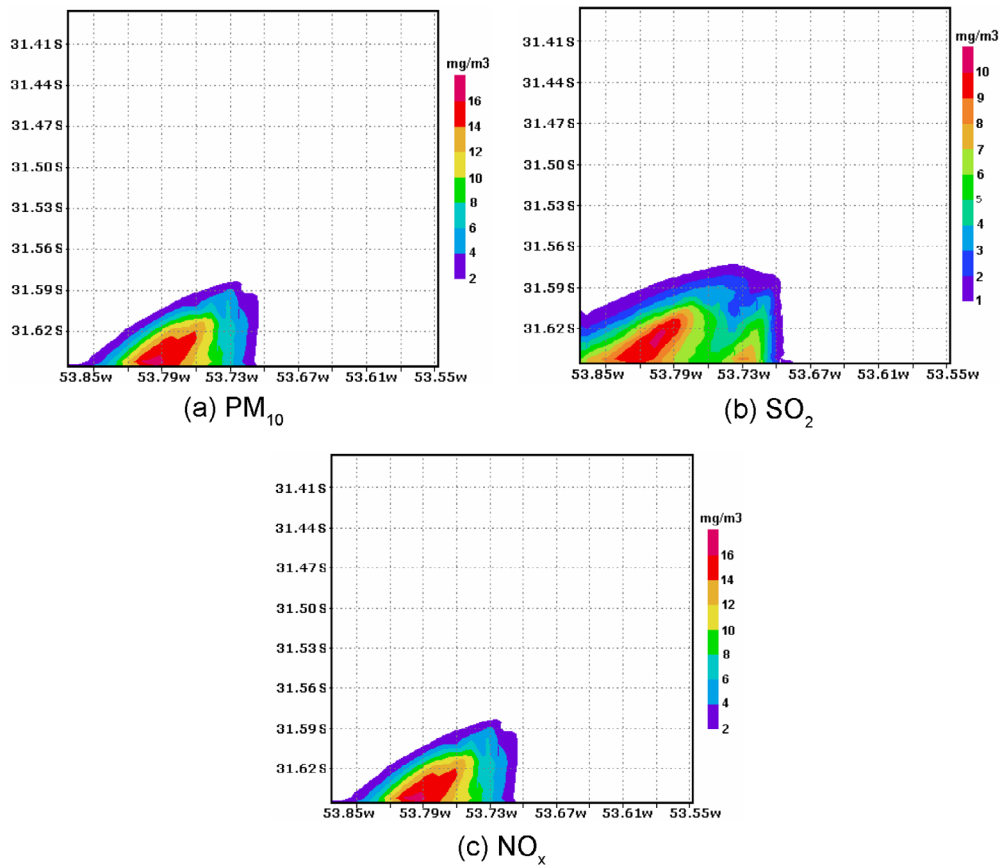 31.41S
31.44S
31.47S
31.50S
31.53S
31.56S
31.59S
31.62S
53.85W 53.79W 53.73W 53.67W 53.61W 53.55W
mg/m3
16
14
12
10
8
6
4
2
(a) PM10
31.41S
31.44S
31.47S
31.50S
31.53S
31.56S
31.59S
31.62S
53.85W 53.79W 53.73W 53.67W 53.61W 53.55W
mg/m3
10
9
8
7
6
5
4
3
2
1
(b) SO2
31.41S
31.44S
31.47S
31.50S
31.53S
31.56S
31.59S
31.62S
53.85W 53.79W 53.73W 53.67W 53.61W 53.55W
mg/m3
16
14
12
10
8
6
4
2
(c) NOx